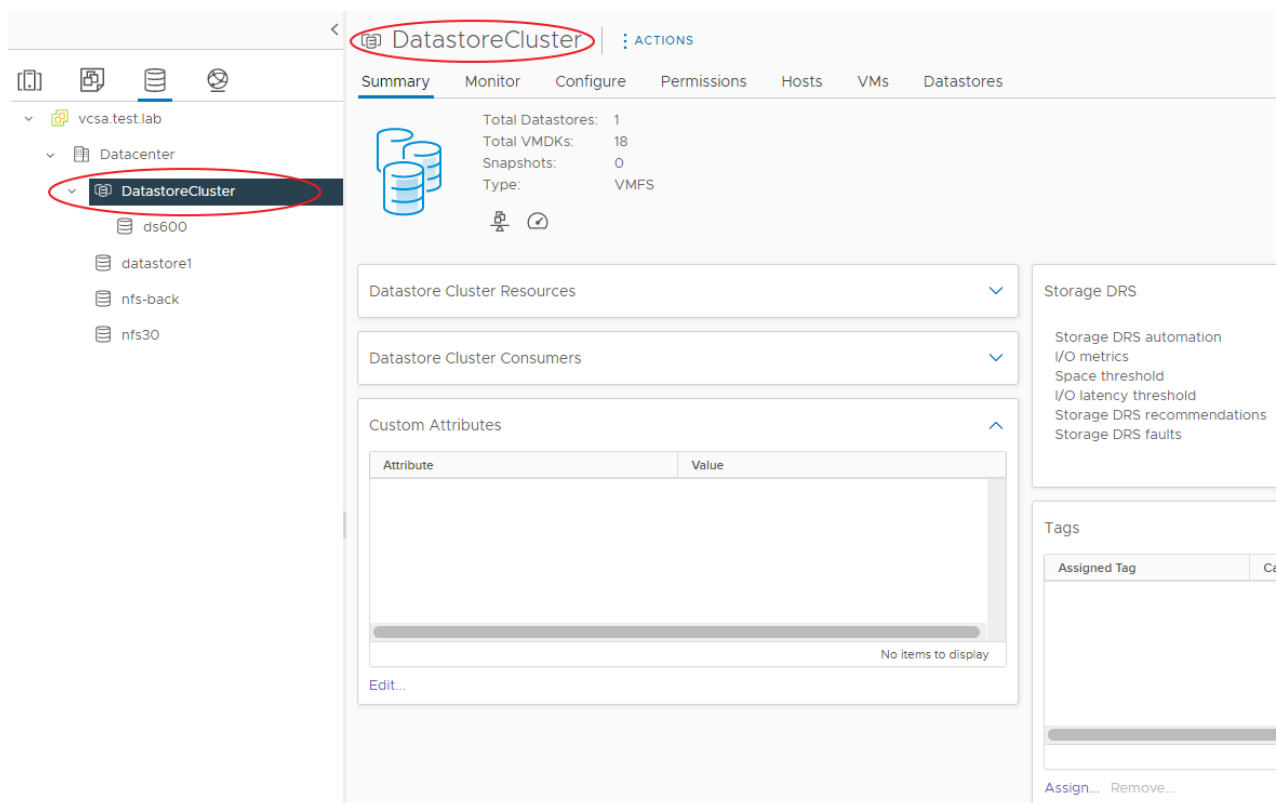 DatastoreCluster
ACTIONS
Summary Monitor Configure Permissions Hosts VMs Datastores
vcsa.test.lab
Datacenter
DatastoreCluster
ds600
datastore1
nfs-back
nfs30
Total Datastores: 1
Total VMDKs: 18
Snapshots: 0
Type: VMFS
Datastore Cluster Resources
Datastore Cluster Consumers
Custom Attributes
Attribute Value
No items to display
Edit...
Storage DRS
Storage DRS automation
I/O metrics
Space threshold
I/O latency threshold
Storage DRS recommendations
Storage DRS faults
Tags
Assigned Tag Ca
Assign... Remove...